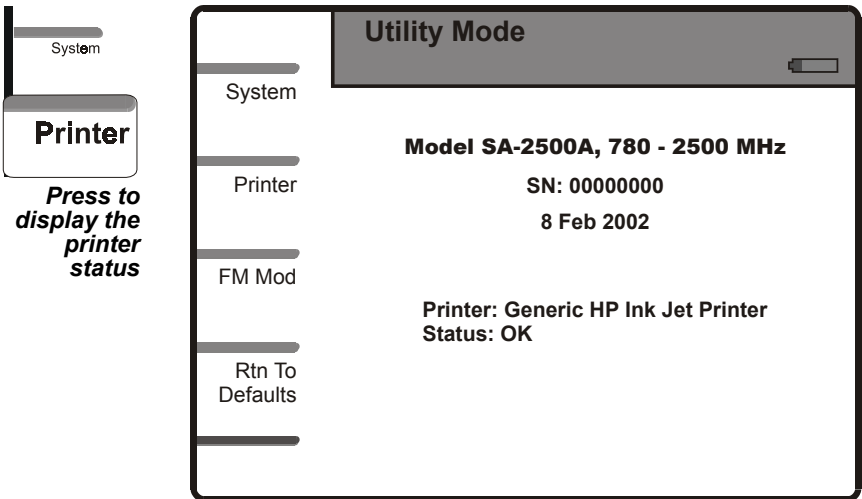 System
Printer
Press to
display the
printer
status
Utility Mode
System
Printer
FM Mod
Rtn To
Defaults
Model SA-2500A, 780 - 2500 MHz
SN: 00000000
8 Feb 2002
Printer: Generic HP Ink Jet Printer
Status: OK